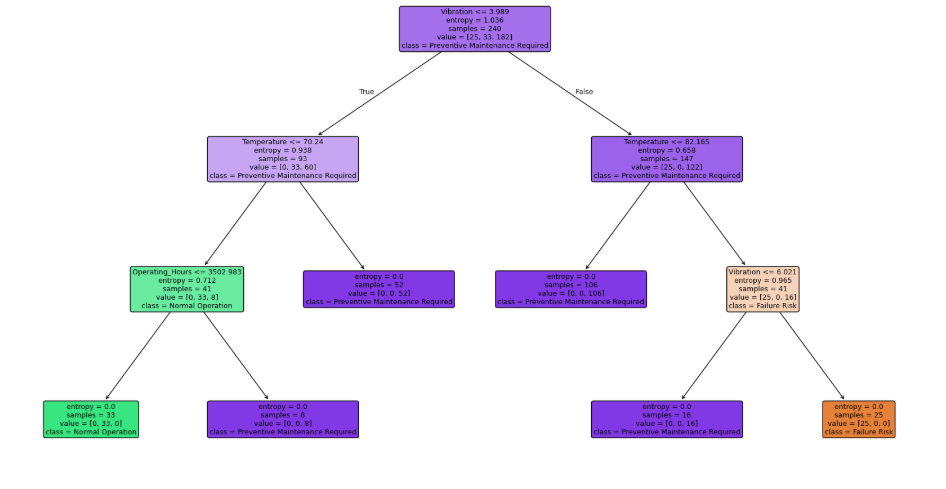 Vibration <= 3.989
entropy = 1.036
samples = 240
value = [25, 33, 182]
class = Preventive Maintenance Required
True
False
Temperature <= 70.24
entropy = 0.938
samples = 93
value = [0, 33, 60]
class = Preventive Maintenance Required
Temperature <= 82.165
entropy = 0.658
samples = 147
value = [25, 0, 122]
class = Preventive Maintenance Required
Operating_Hours <= 3502.983
entropy = 0.712
samples = 41
value = [0, 33, 8]
class = Normal Operation
entropy = 0.0
samples = 52
value = [0, 0, 52]
class = Preventive Maintenance Required
entropy = 0.0
samples = 106
value = [0, 0, 106]
class = Preventive Maintenance Required
Vibration <= 6.021
entropy = 0.965
samples = 41
value = [25, 0, 16]
class = Failure Risk
entropy = 0.0
samples = 33
value = [0, 33, 0]
class = Normal Operation
entropy = 0.0
samples = 8
value = [0, 0, 8]
class = Preventive Maintenance Required
entropy = 0.0
samples = 16
value = [0, 0, 16]
class = Preventive Maintenance Required
entropy = 0.0
samples = 25
value = [25, 0, 0]
class = Failure Risk